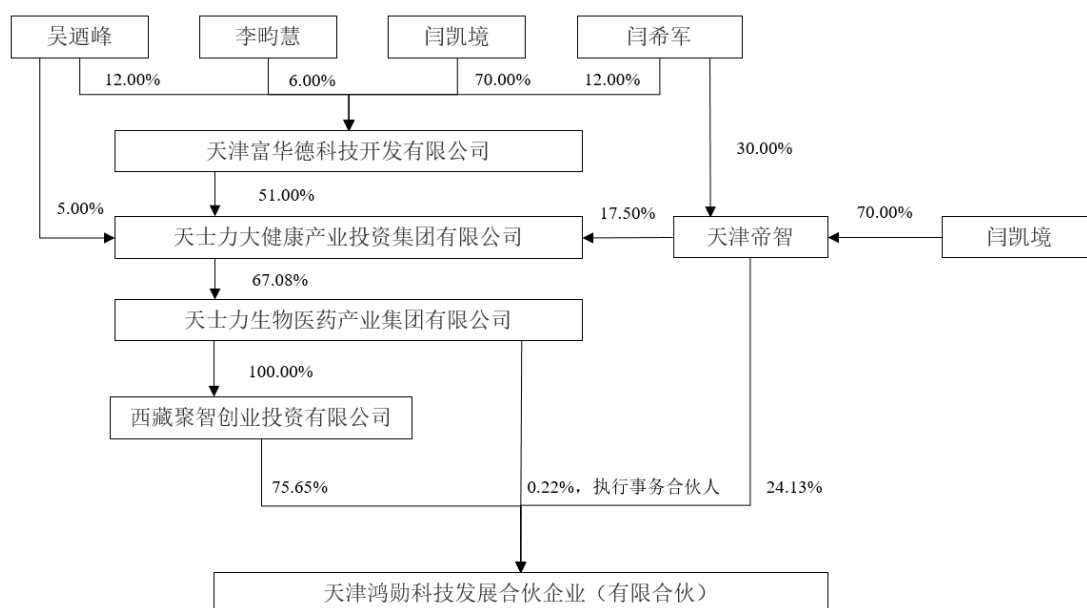 吴迺峰
李畇慧
闫凯境
闫希军
12.00%
6.00%
70.00%
12.00%
天津富华德科技开发有限公司
30.00%
51.00%
5.00%
17.50%
70.00%
天士力大健康产业投资集团有限公司
天津帝智
闫凯境
67.08%
天士力生物医药产业集团有限公司
100.00%
西藏聚智创业投资有限公司
75.65%
0.22%，执行事务合伙人
24.13%
天津鸿勋科技发展合伙企业（有限合伙）